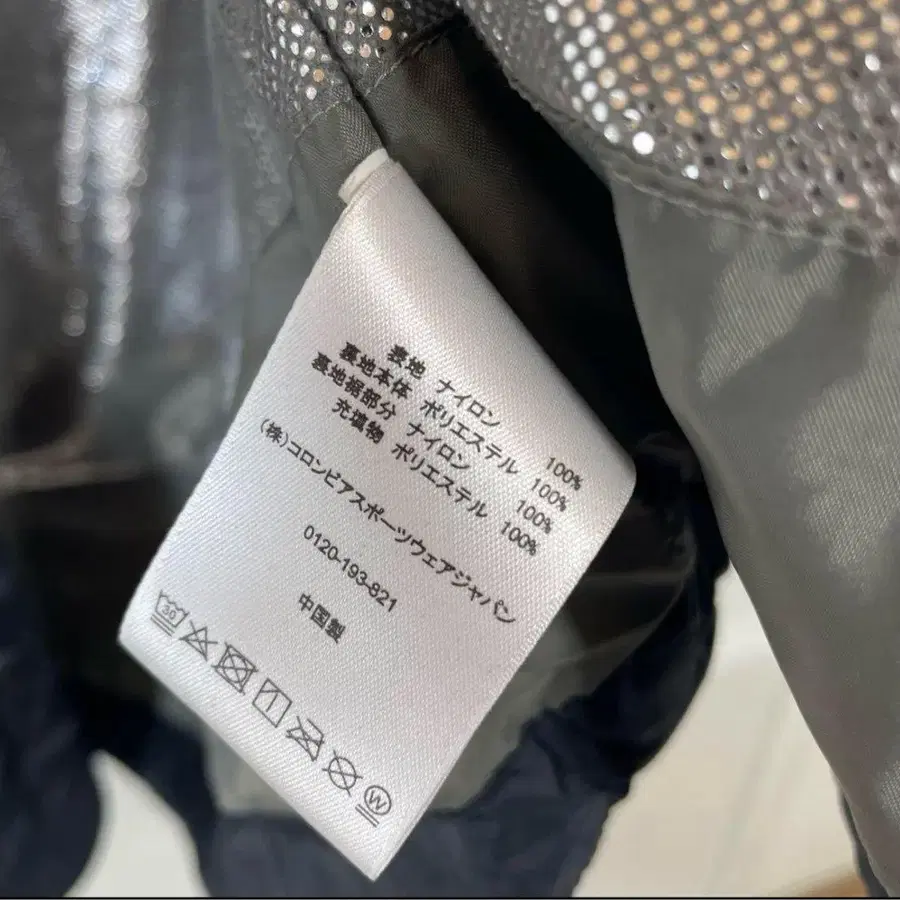 表地 ナイロン 100%
裏地本体 ポリエステル 100%
裏地裾部分 ナイロン 100%
充填物 ポリエステル 100%
(株)コロンビアスポーツウェアジャパン
0120-193-821
中国製
30
W